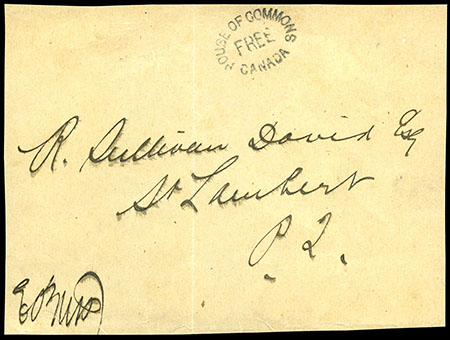 HOUSE OF COMMONS
FREE
CANADA
R. Sullivan David Esq
St Lambert
P. Q.